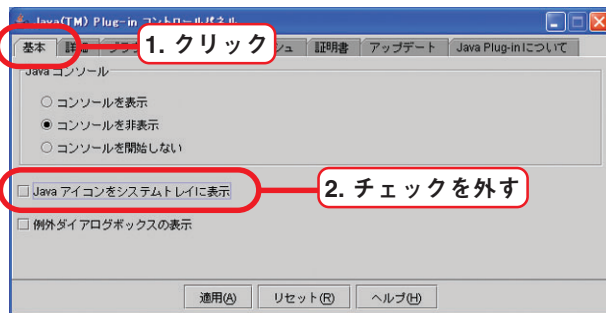 Java(TM) Plug-in コントロールパネル
基本
1. クリック
証明書 アップデート Java Plug-inについて
Java コンソール
コンソールを表示
コンソールを非表示
コンソールを開始しない
Java アイコンをシステムトレイに表示
2. チェックを外す
例外ダイアログボックスの表示
適用(A) リセット(R) ヘルプ(H)